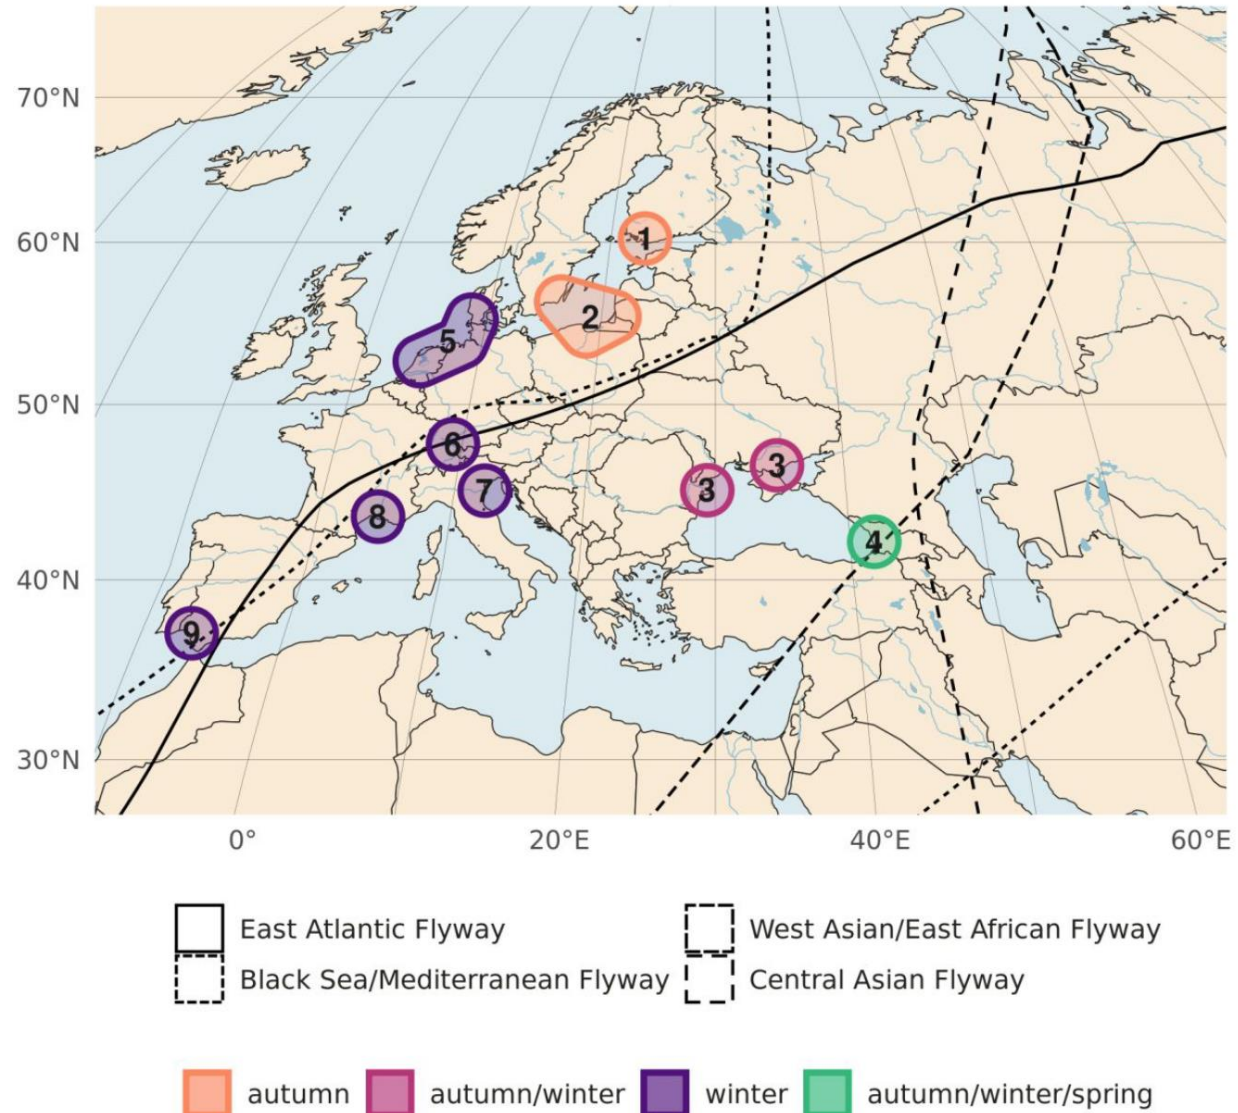 70°N
1
60°N
2
5
50°N
6
3
7
3
8
4
40°N
9
30°N
0°
20°E
40°E
60°E
East Atlantic Flyway
West Asian/East African Flyway
Black Sea/Mediterranean Flyway
Central Asian Flyway
autumn
autumn/winter
winter
autumn/winter/spring